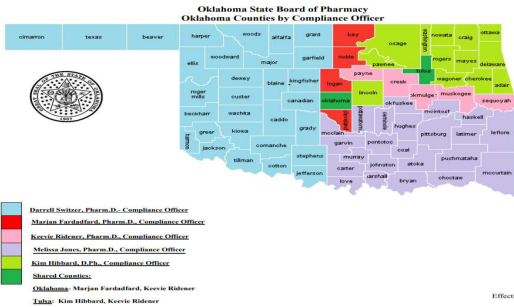 Oklahoma State Board of Pharmacy
Oklahoma Counties by Compliance Officer
cimarron texas beaver harper woods alfalfa grant kay osage nowata craig ottawa
washington
ellis woodward major garfield noble pawnee rogers mayes delaware
dewey blaine kingfisher logan payne creek tulsa wagoner cherokee adair
roger mills custer canadian oklahoma lincoln okmulgee muskogee sequoyah
okfuskee
beckham washita caddo grady cleveland pottawatomie seminole hughes mcintosh haskell
greer kiowa mcclain pittsburg latimer leflore
harmon jackson comanche garvin pontotoc
tillman cotton stephens murray coal pushmataha
jefferson carter johnston atoka mccurtain
love marshall bryan choctaw
Darrell Switzer, Pharm.D.- Compliance Officer
Marjan Fardadfard, Pharm.D., Compliance Officer
Keevie Ridener, Pharm.D., Compliance Officer
Melissa Jones, Pharm.D., Compliance Officer
Kim Hibbard, D.Ph., Compliance Officer
Shared Counties:
Oklahoma- Marjan Fardadfard, Keevie Ridener
Effect
Tulsa: Kim Hibbard, Keevie Ridener